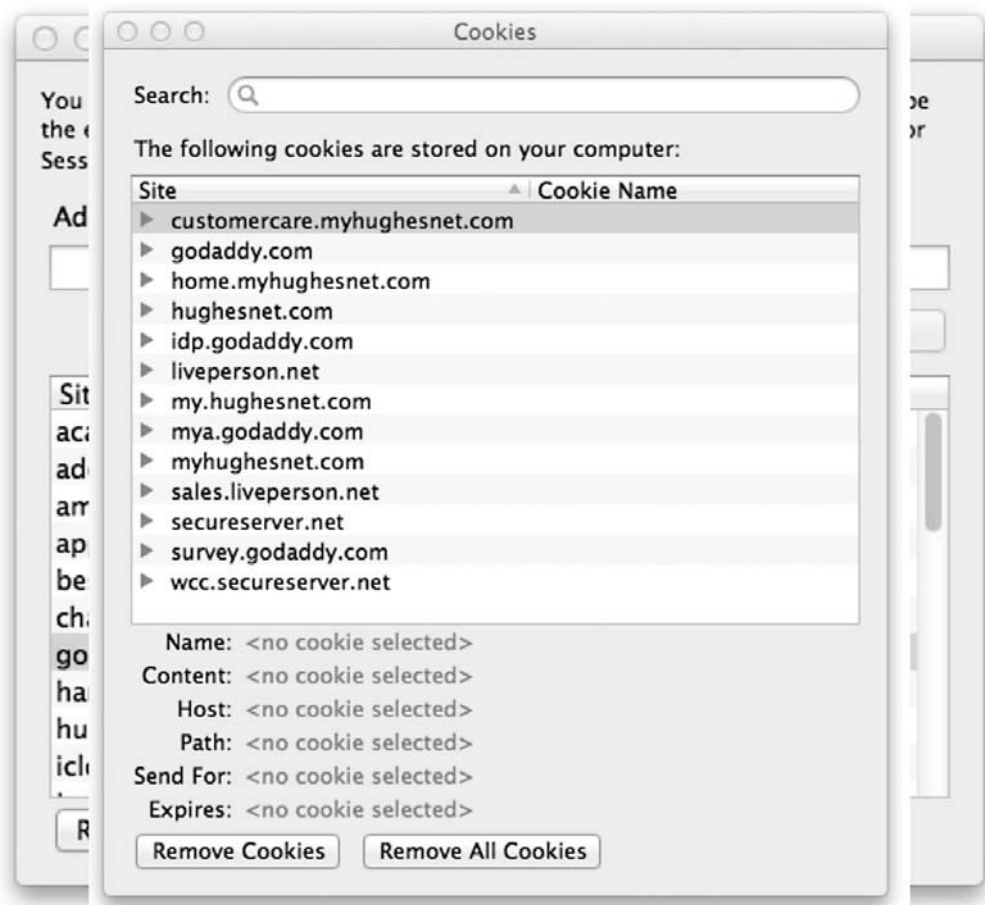 Cookies
Search:
The following cookies are stored on your computer:
Site Cookie Name
customercare.myhughesnet.com
godaddy.com
home.myhughesnet.com
hughesnet.com
idp.godaddy.com
liveperson.net
my.hughesnet.com
mya.godaddy.com
myhughesnet.com
sales.liveperson.net
secureserver.net
survey.godaddy.com
wcc.secureserver.net
Name: <no cookie selected>
Content: <no cookie selected>
Host: <no cookie selected>
Path: <no cookie selected>
Send For: <no cookie selected>
Expires: <no cookie selected>
Remove Cookies Remove All Cookies
You
the